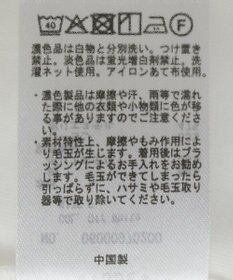 40
F
濃色品は白物と分別洗い。つけ置き
禁止。淡色品は蛍光増白剤禁止。洗
濯ネット使用。アイロンあて布使用。
・濃色製品は摩擦や汗、雨等で濡れ
た際に他の衣類や小物類に色が移
る事がありますのでご注意くださ
い。
・素材特性上、摩擦やもみ作用によ
り毛玉が生じます。着用後はブラ
ッシングによるお手入れをお勧め
します。毛玉ができてしまったら
引っぱらずに、ハサミや毛玉取り
器等で取り除いてください。
中国製